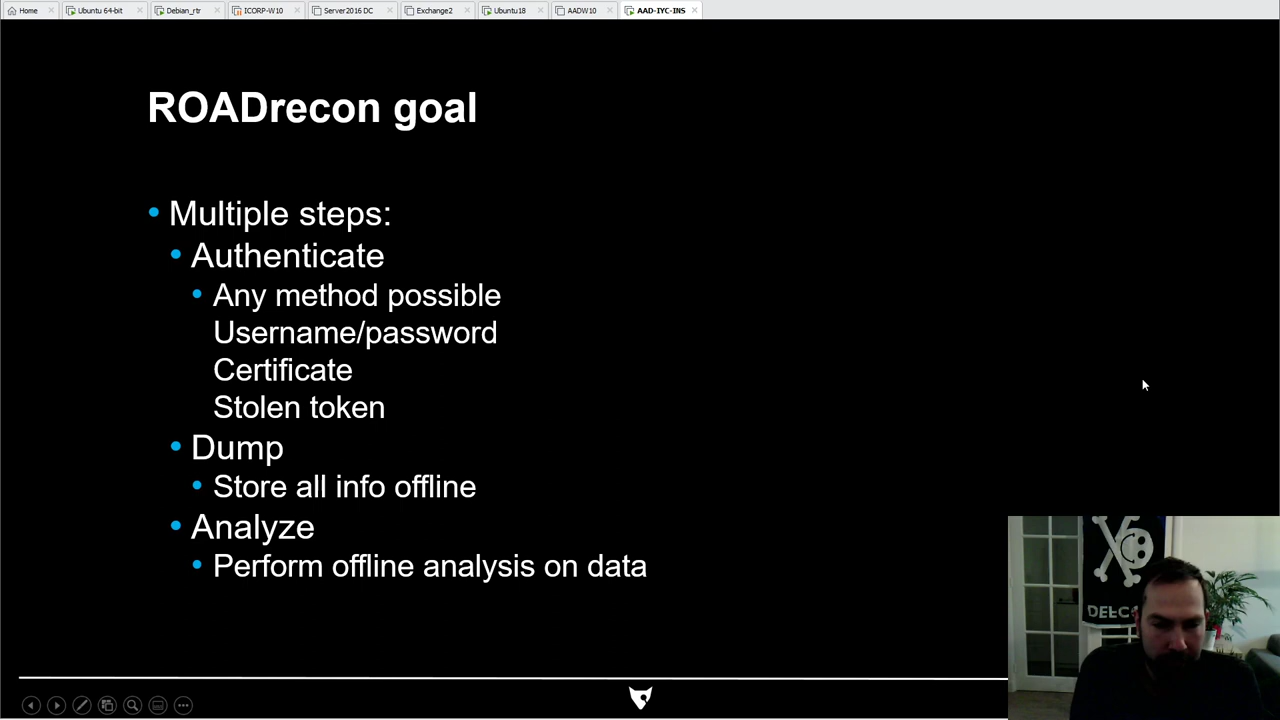 Home
Ubuntu 64-bit
Debian_rtr
ICORP-W10
Server2016 DC
Exchange2
Ubuntu18
AADW10
AAD-IYC-INS
ROADrecon goal
Multiple steps:
Authenticate
Any method possible
Username/password
Certificate
Stolen token
Dump
Store all info offline
Analyze
Perform offline analysis on data